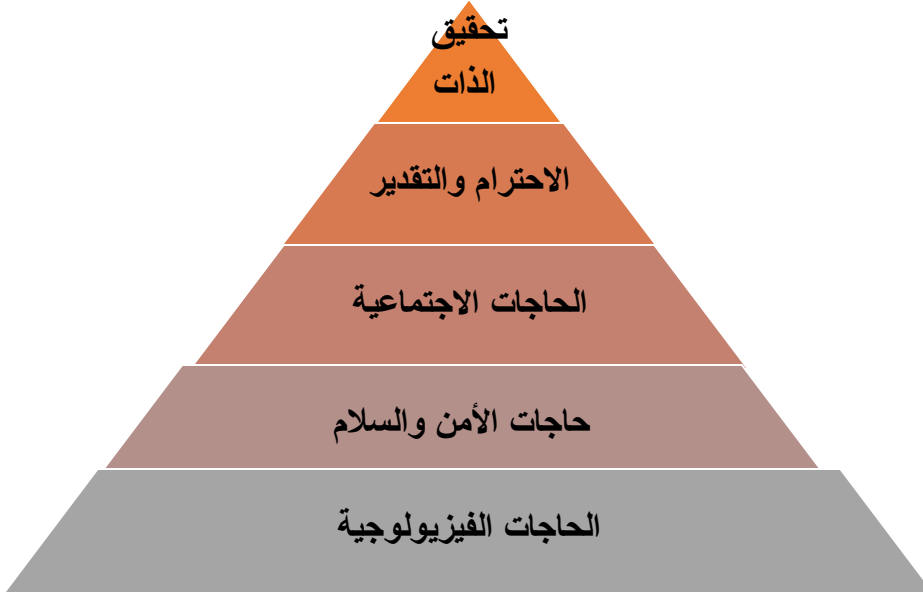 تحقيق
الذات
الاحترام والتقدير
الحاجات الاجتماعية
حاجات الأمن والسلام
الحاجات الفيزيولوجية